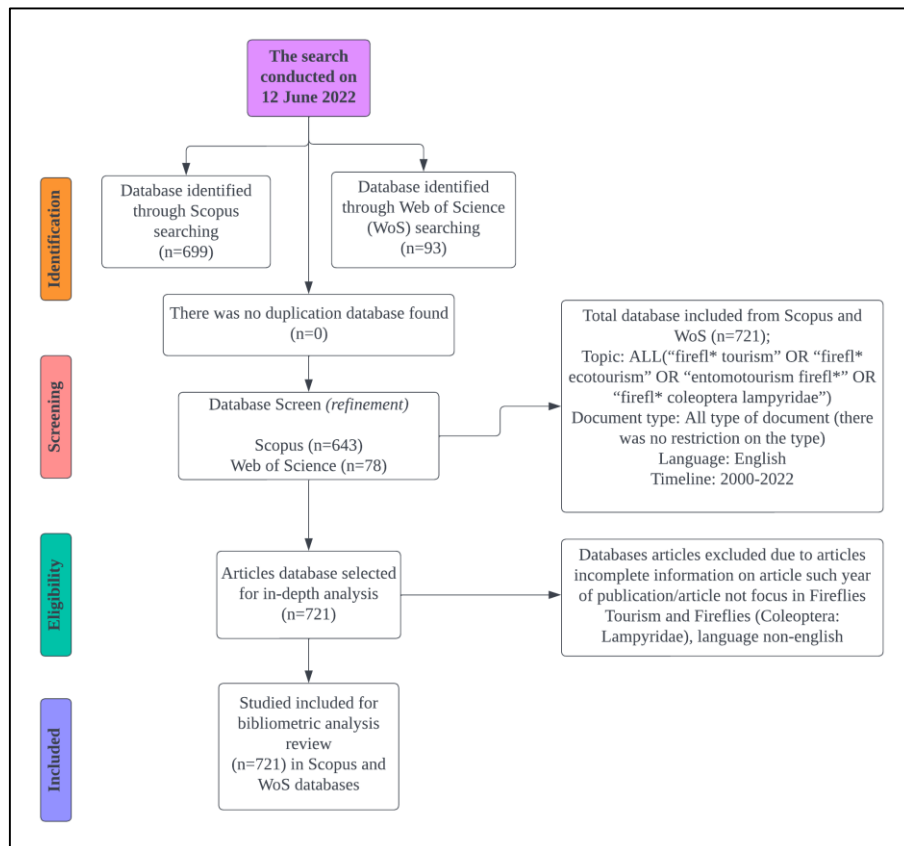 The search
conducted on
12 June 2022
Identification
Database identified
through Scopus
searching
(n=699)
Database identified
through Web of Science
(WoS) searching
(n=93)
There was no duplication database found
(n=0)
Screening
Database Screen (refinement)
Scopus (n=643)
Web of Science (n=78)
Total database included from Scopus and
WoS (n=721);
Topic: ALL(“firefl* tourism” OR “firefl*
ecotourism” OR “entomotourism firefl*” OR
“firefl* coleoptera lampyridae”)
Document type: All type of document (there
was no restriction on the type)
Language: English
Timeline: 2000-2022
Eligibility
Articles database selected
for in-depth analysis
(n=721)
Databases articles excluded due to articles
incomplete information on article such year
of publication/article not focus in Fireflies
Tourism and Fireflies (Coleoptera:
Lampyridae), language non-english
Included
Studied included for
bibliometric analysis
review
(n=721) in Scopus and
WoS databases